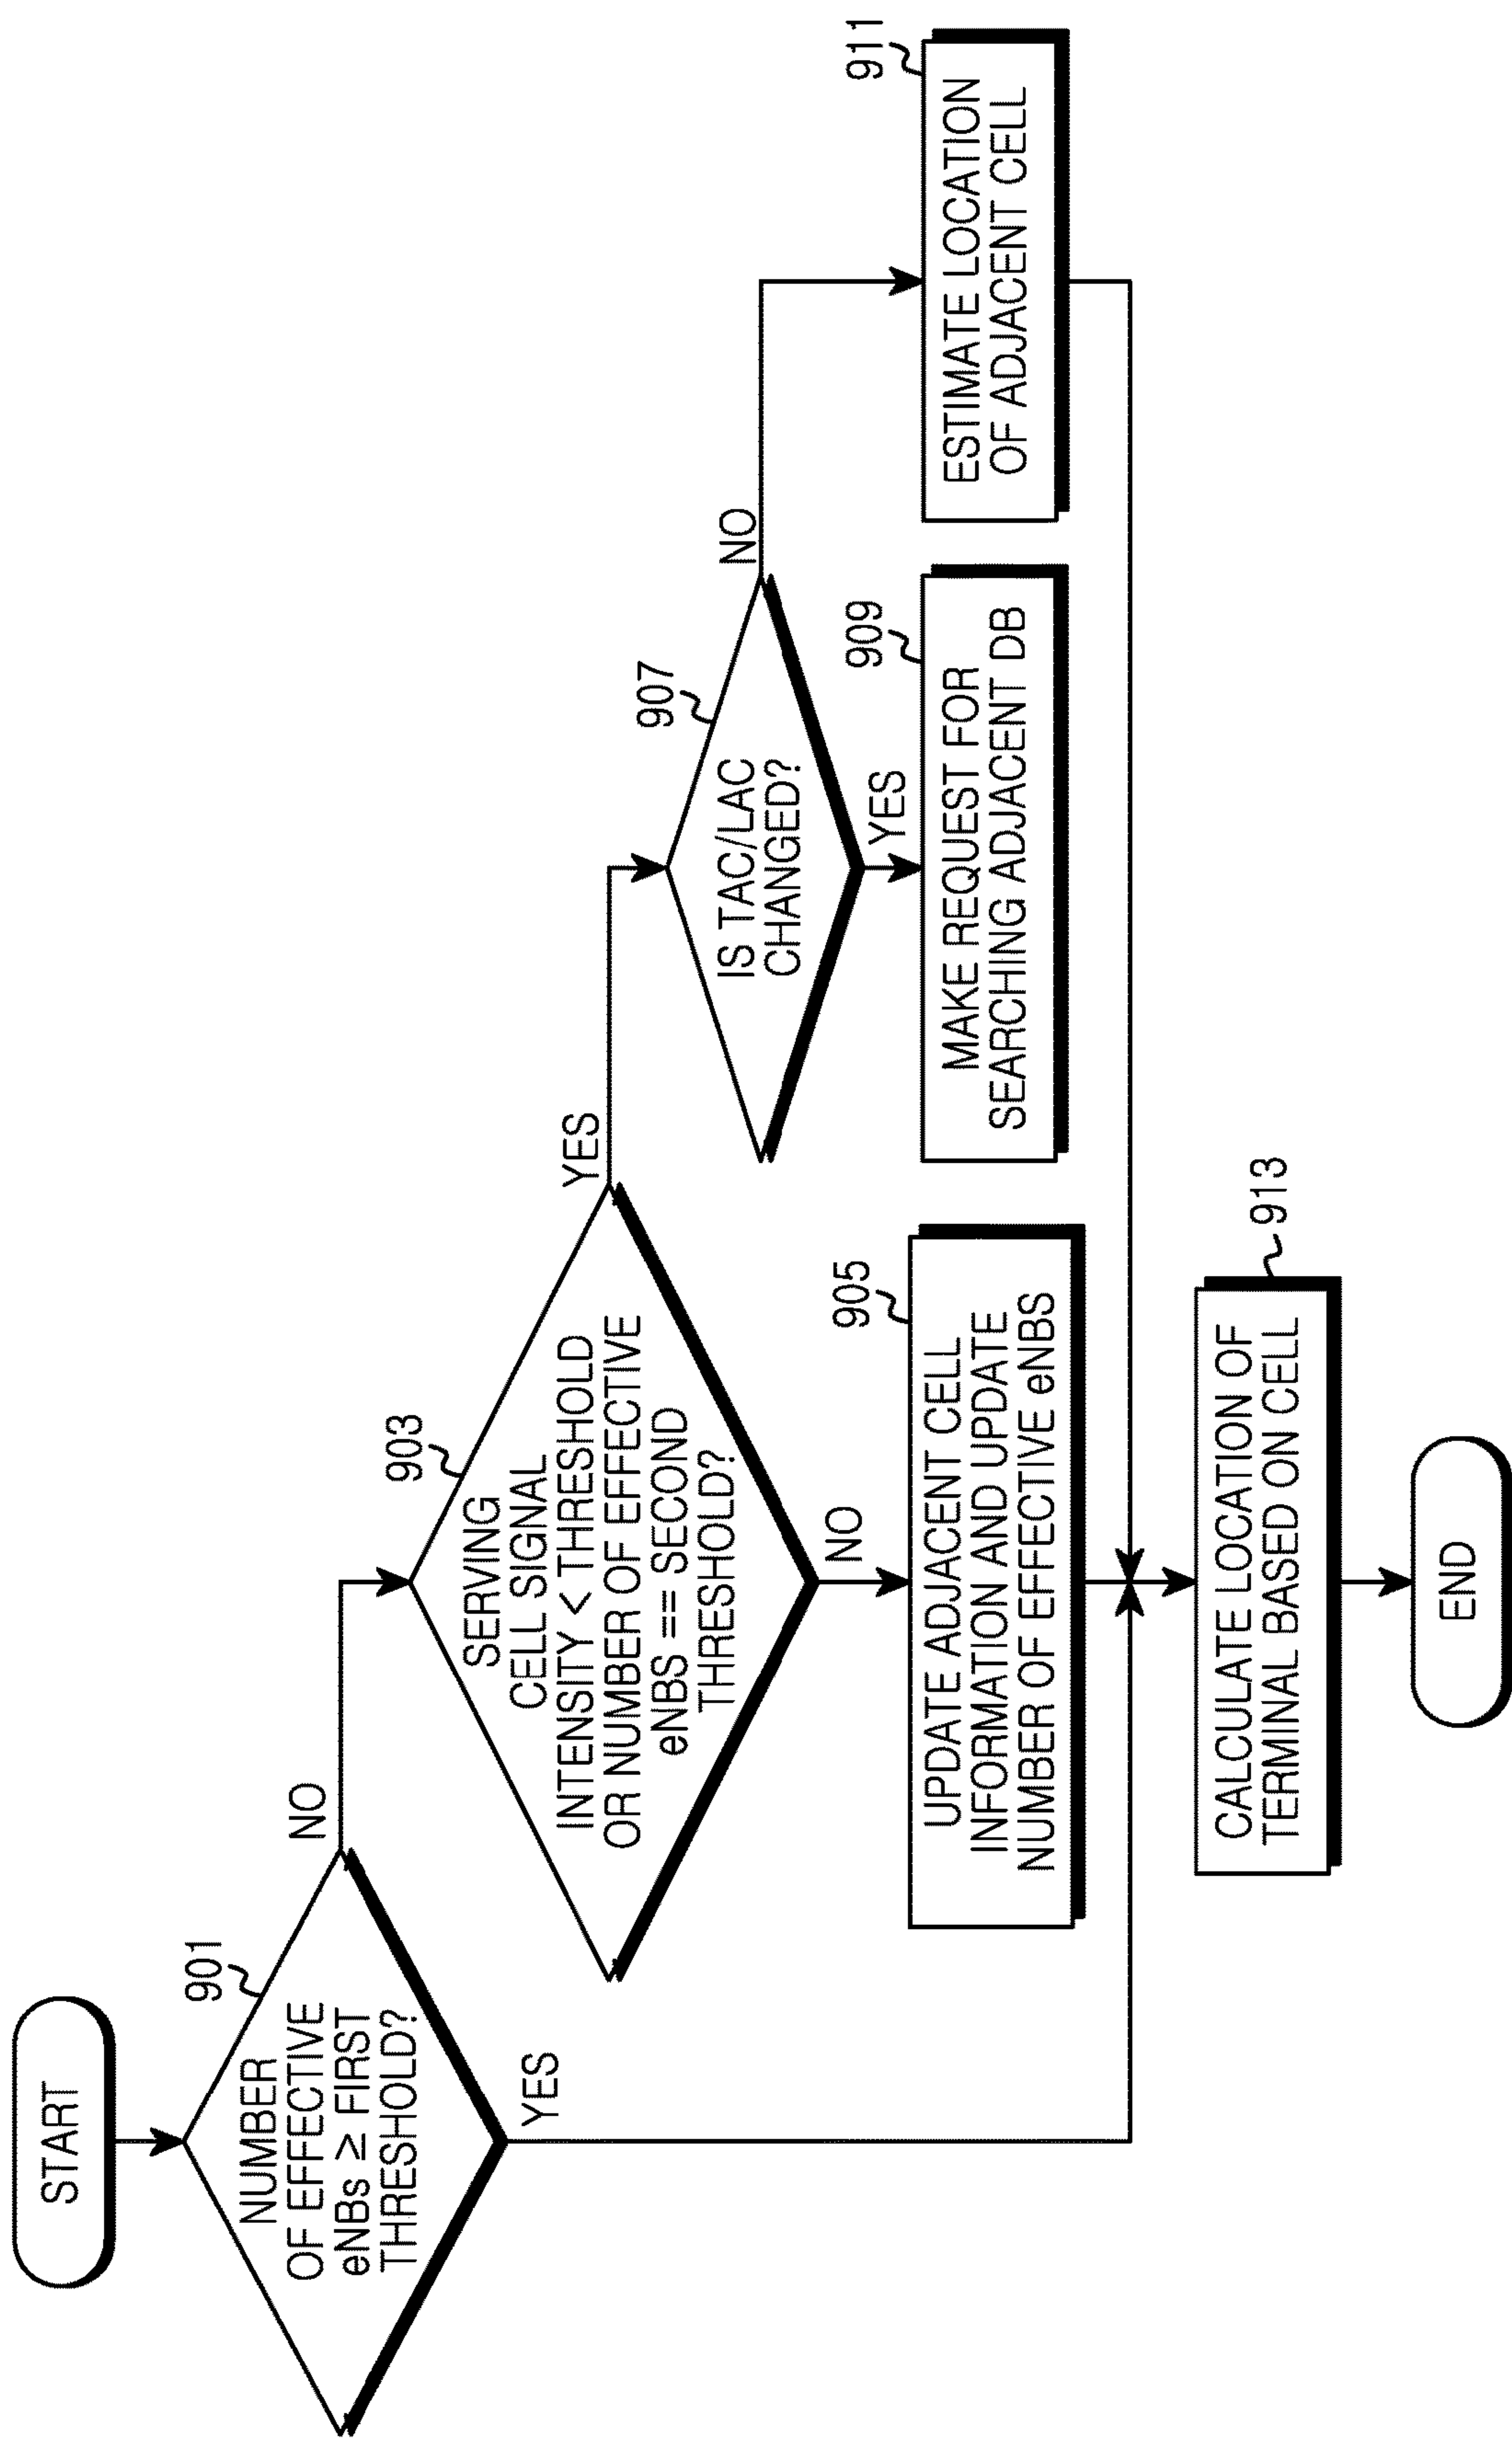 START
901
NUMBER
OF EFFECTIVE
eNBs ≥ FIRST
THRESHOLD?
NO
YES
903
SERVING
CELL SIGNAL
INTENSITY < THRESHOLD
OR NUMBER OF EFFECTIVE
eNBS == SECOND
THRESHOLD?
YES
NO
907
IS TAC/LAC
CHANGED?
NO
YES
905
UPDATE ADJACENT CELL
INFORMATION AND UPDATE
NUMBER OF EFFECTIVE eNBS
909
MAKE REQUEST FOR
SEARCHING ADJACENT DB
911
ESTIMATE LOCATION
OF ADJACENT CELL
913
CALCULATE LOCATION OF
TERMINAL BASED ON CELL
END